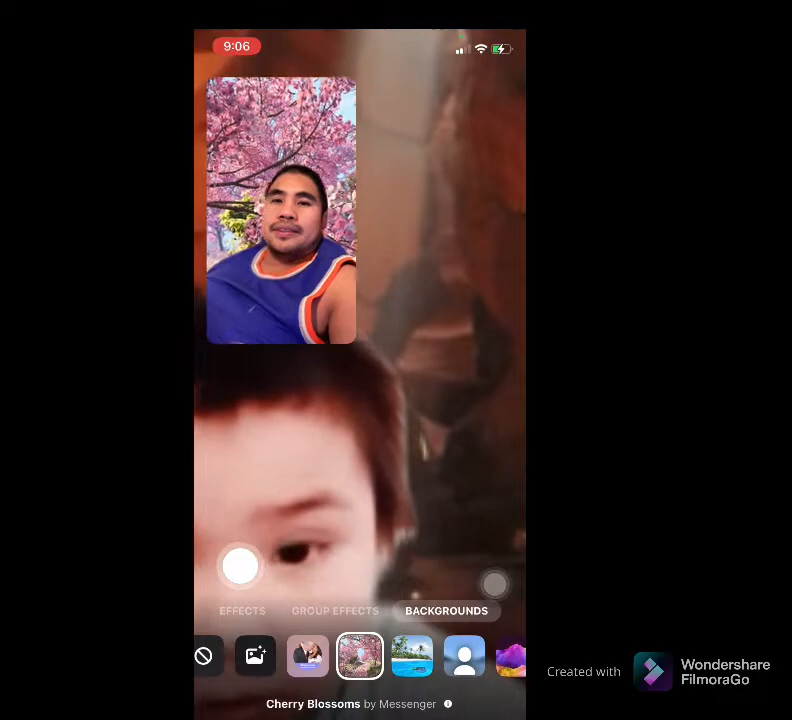 9:06
EFFECTS
GROUP EFFECTS
BACKGROUNDS
Cherry Blossoms by Messenger
Created with
Wondershare
FilmoraGo